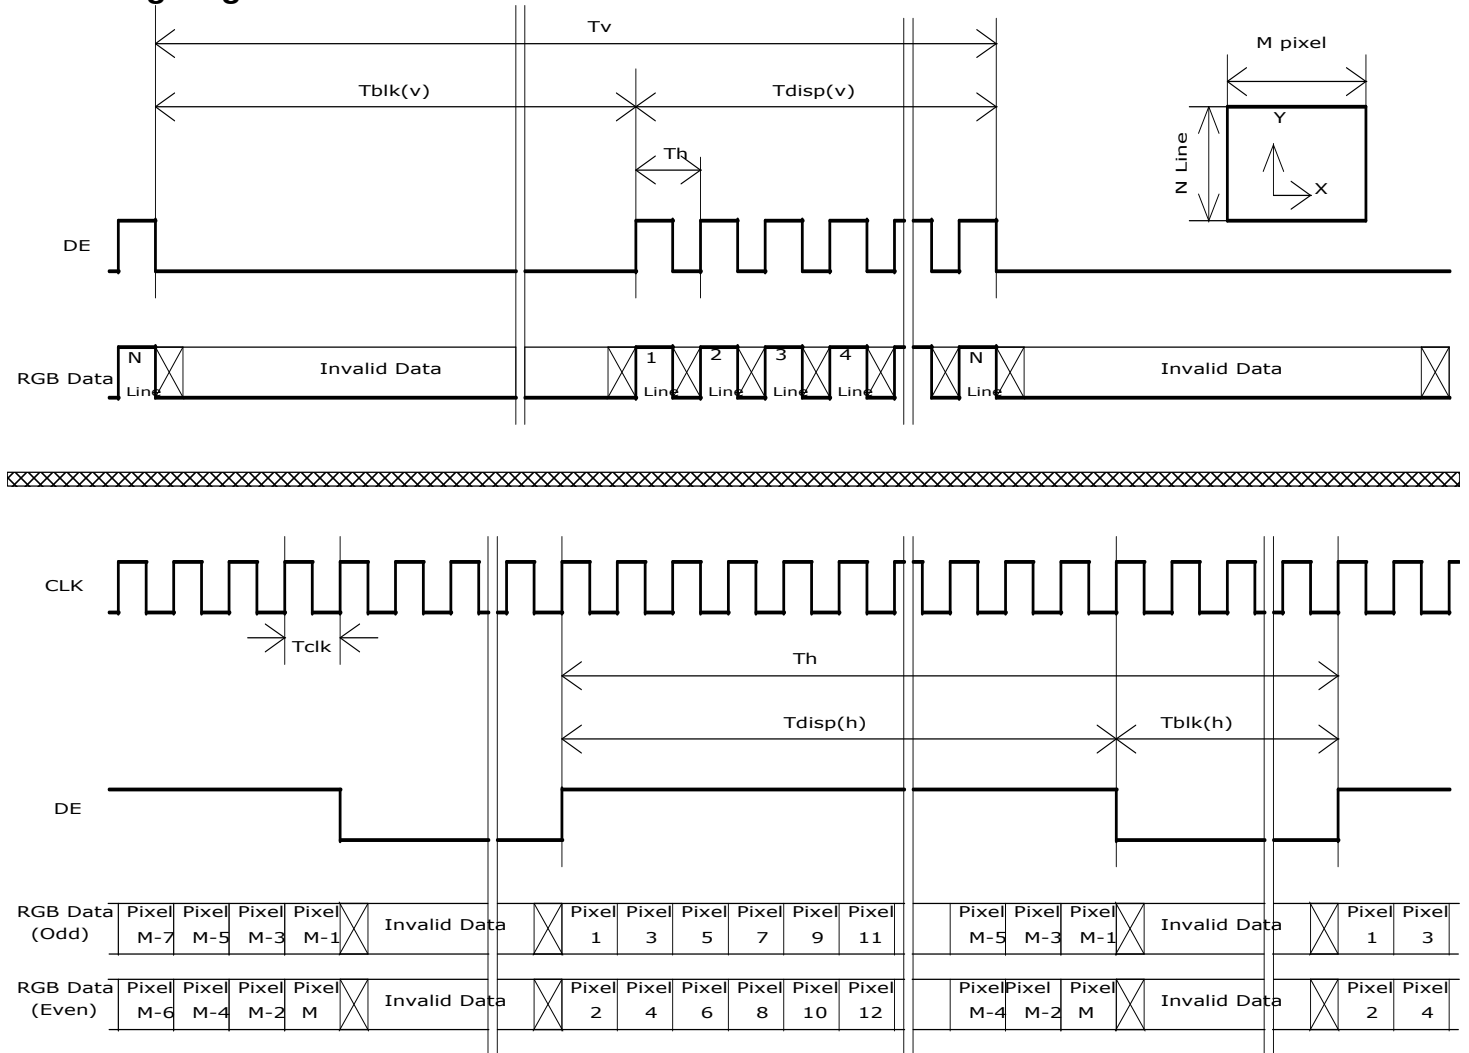 Tv
M pixel
Tblk(v)
Tdisp(v)
Y
N Line
Th
X
DE
RGB Data
N
Line
Invalid Data
1
Line
2
Line
3
Line
4
Line
N
Line
Invalid Data
CLK
Tclk
Th
Tdisp(h)
Tblk(h)
DE
RGB Data
(Odd)
Pixel Pixel Pixel Pixel
M-7 M-5 M-3 M-1
Invalid Data
Pixel Pixel Pixel Pixel Pixel Pixel
1 3 5 7 9 11
Pixel Pixel Pixel
M-5 M-3 M-1
Invalid Data
Pixel Pixel
1 3
RGB Data
(Even)
Pixel Pixel Pixel Pixel
M-6 M-4 M-2 M
Invalid Data
Pixel Pixel Pixel Pixel Pixel Pixel
2 4 6 8 10 12
Pixel Pixel Pixel
M-4 M-2 M
Invalid Data
Pixel Pixel
2 4